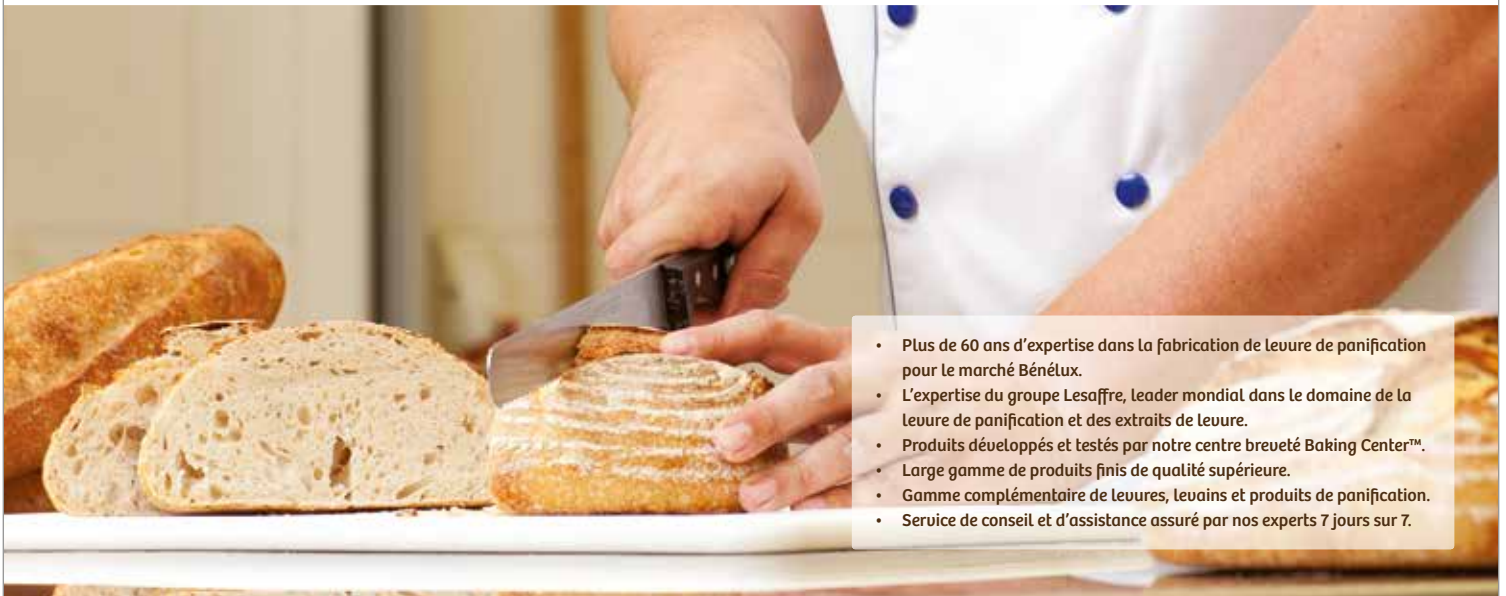 • Plus de 60 ans d’expertise dans la fabrication de levure de panification
pour le marché Bénélux.
• L’expertise du groupe Lesaffre, leader mondial dans le domaine de la
levure de panification et des extraits de levure.
• Produits développés et testés par notre centre breveté Baking Center™.
• Large gamme de produits finis de qualité supérieure.
• Gamme complémentaire de levures, levains et produits de panification.
• Service de conseil et d’assistance assuré par nos experts 7 jours sur 7.